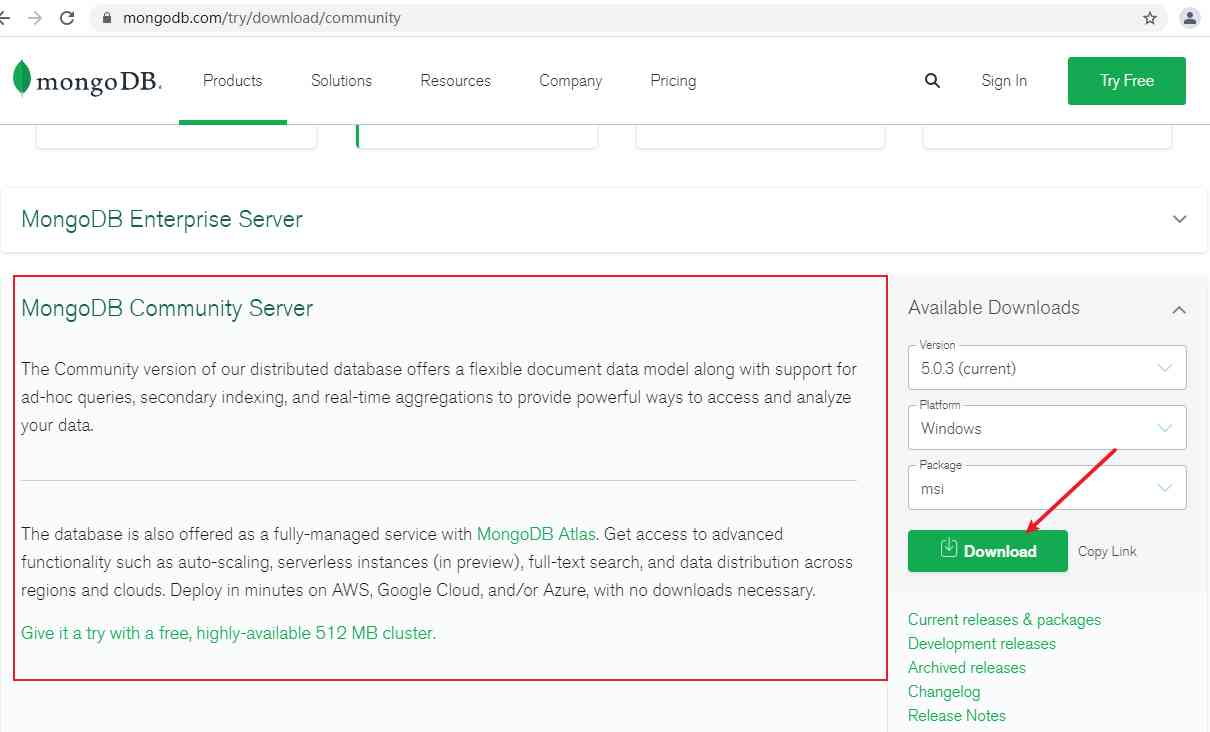 mongodb.com/try/download/community
mongoDB.
Products
Solutions
Resources
Company
Pricing
Sign In
Try Free
MongoDB Enterprise Server
MongoDB Community Server
The Community version of our distributed database offers a flexible document data model along with support for
ad-hoc queries, secondary indexing, and real-time aggregations to provide powerful ways to access and analyze
your data.
The database is also offered as a fully-managed service with MongoDB Atlas. Get access to advanced
functionality such as auto-scaling, serverless instances (in preview), full-text search, and data distribution across
regions and clouds. Deploy in minutes on AWS, Google Cloud, and/or Azure, with no downloads necessary.
Give it a try with a free, highly-available 512 MB cluster.
Available Downloads
Version
5.0.3 (current)
Platform
Windows
Package
msi
Download
Copy Link
Current releases & packages
Development releases
Archived releases
Changelog
Release Notes